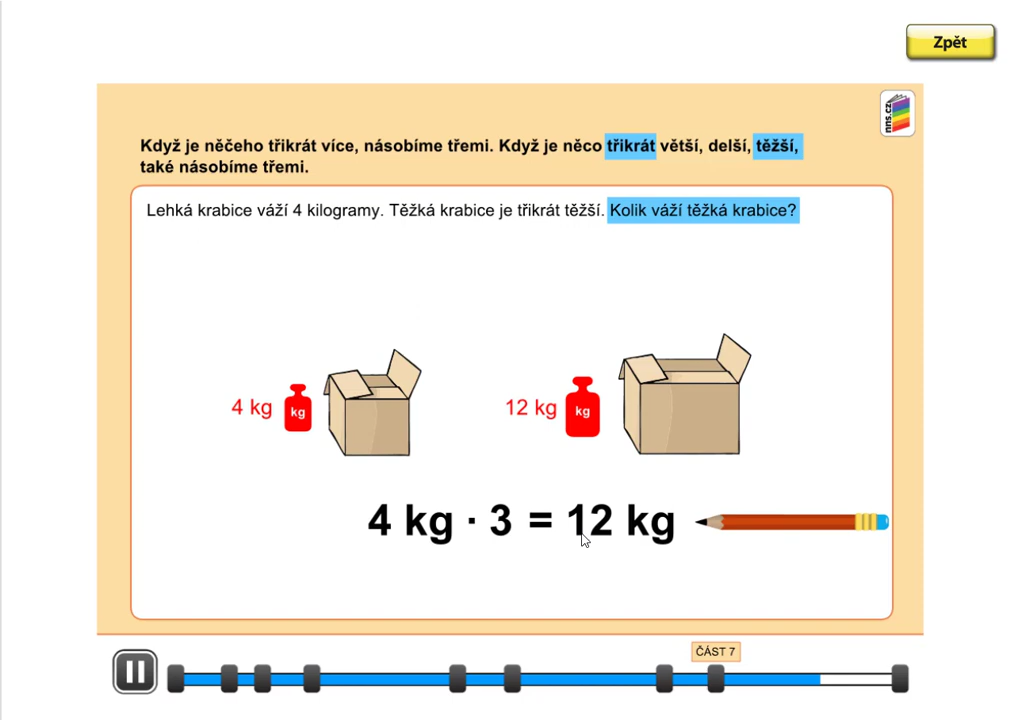 Zpět
nns.cz
Když je něčeho třikrát více, násobíme třemi. Když je něco třikrát větší, delší, těžší,
také násobíme třemi.
Lehká krabice váží 4 kilogramy. Těžká krabice je třikrát těžší. Kolik váží těžká krabice?
4 kg kg 12 kg kg
4 kg · 3 = 12 kg
ČÁST 7